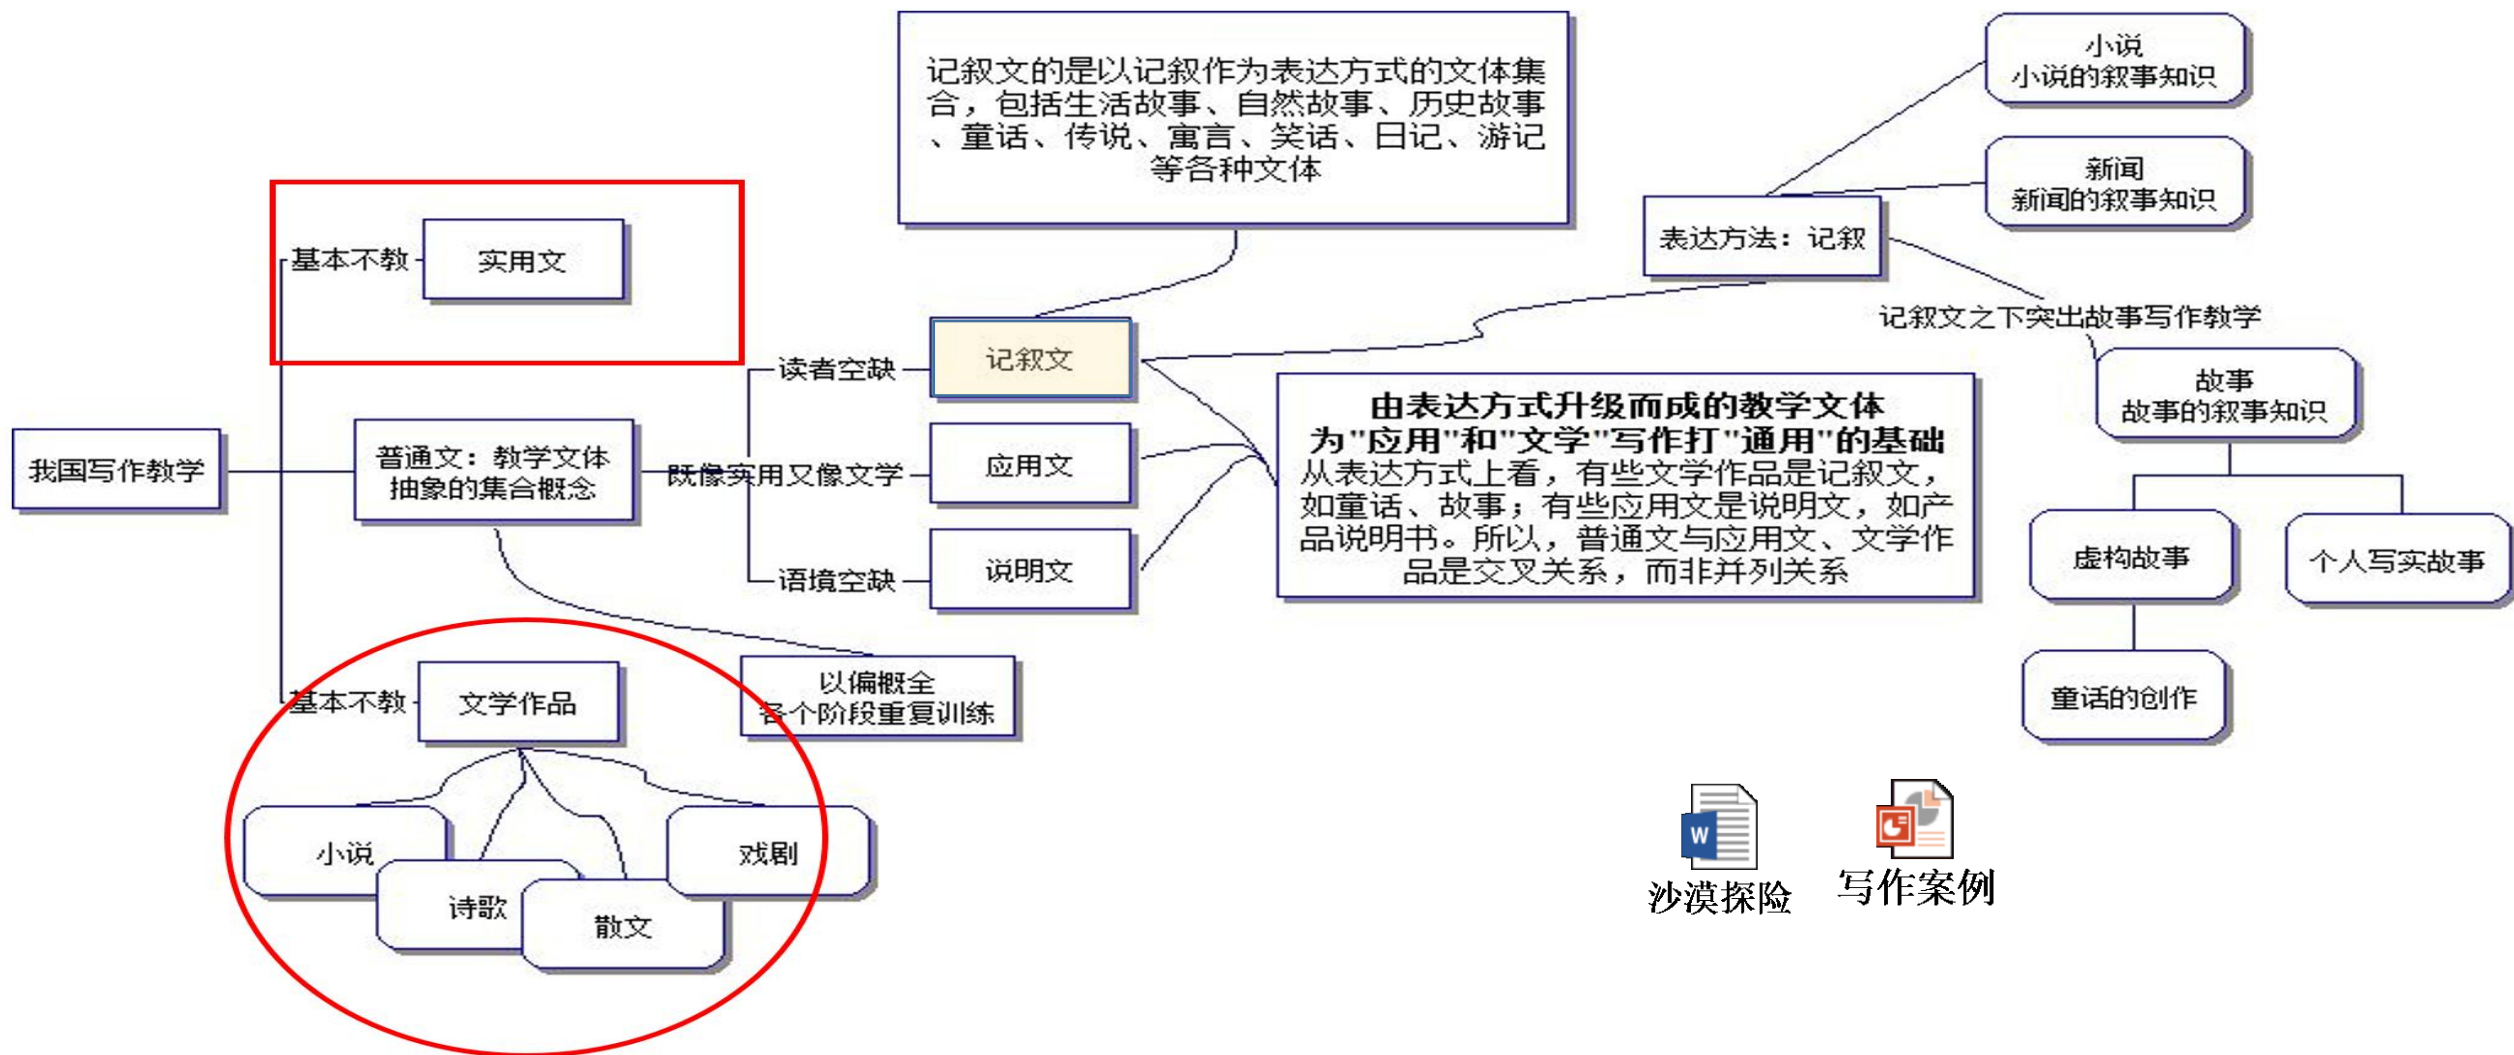 我国写作教学
基本不教
实用文
普通文：教学文体
抽象的集合概念
基本不教
文学作品
小说
诗歌
散文
戏剧
以偏概全
各个阶段重复训练
读者空缺
既像实用又像文学
语境空缺
记叙文
应用文
说明文
记叙文的是以记叙作为表达方式的文体集
合，包括生活故事、自然故事、历史故事
、童话、传说、寓言、笑话、日记、游记
等各种文体
由表达方式升级而成的教学文体
为"应用"和"文学"写作打"通用"的基础
从表达方式上看，有些文学作品是记叙文，
如童话、故事；有些应用文是说明文，如产
品说明书。所以，普通文与应用文、文学作
品是交叉关系，而非并列关系
表达方法：记叙
小说
小说的叙事知识
新闻
新闻的叙事知识
记叙文之下突出故事写作教学
故事
故事的叙事知识
虚构故事
个人写实故事
童话的创作
W
沙漠探险
写作案例